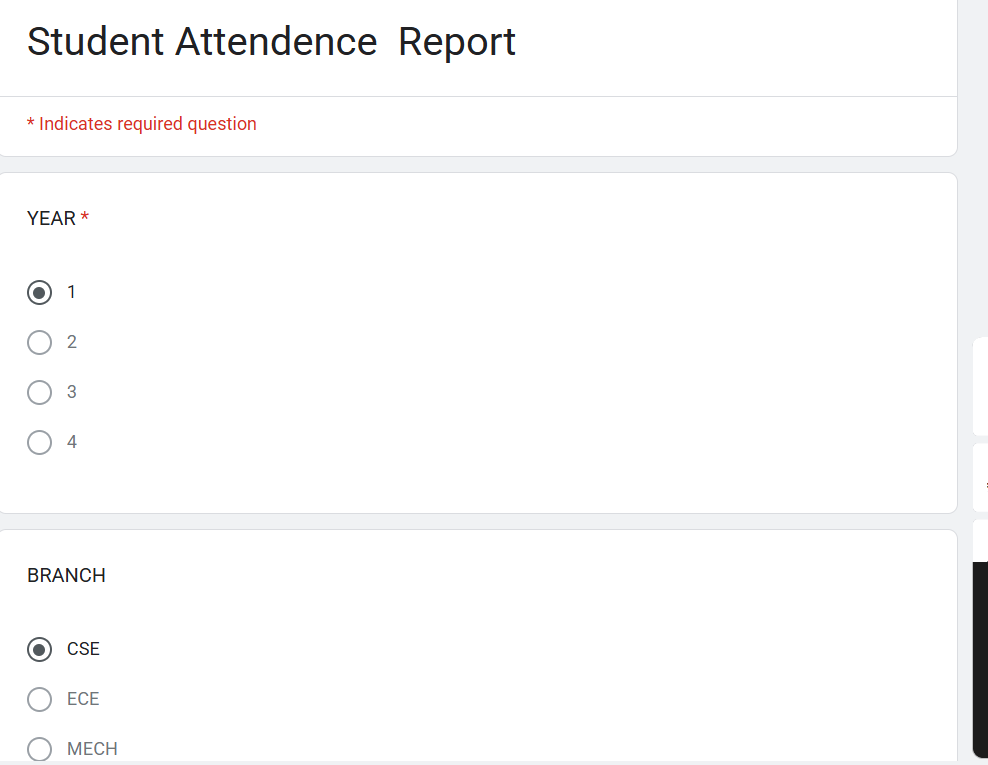 Student Attendence  Report
* Indicates required question
YEAR *
1
2
3
4
BRANCH
CSE
ECE
MECH